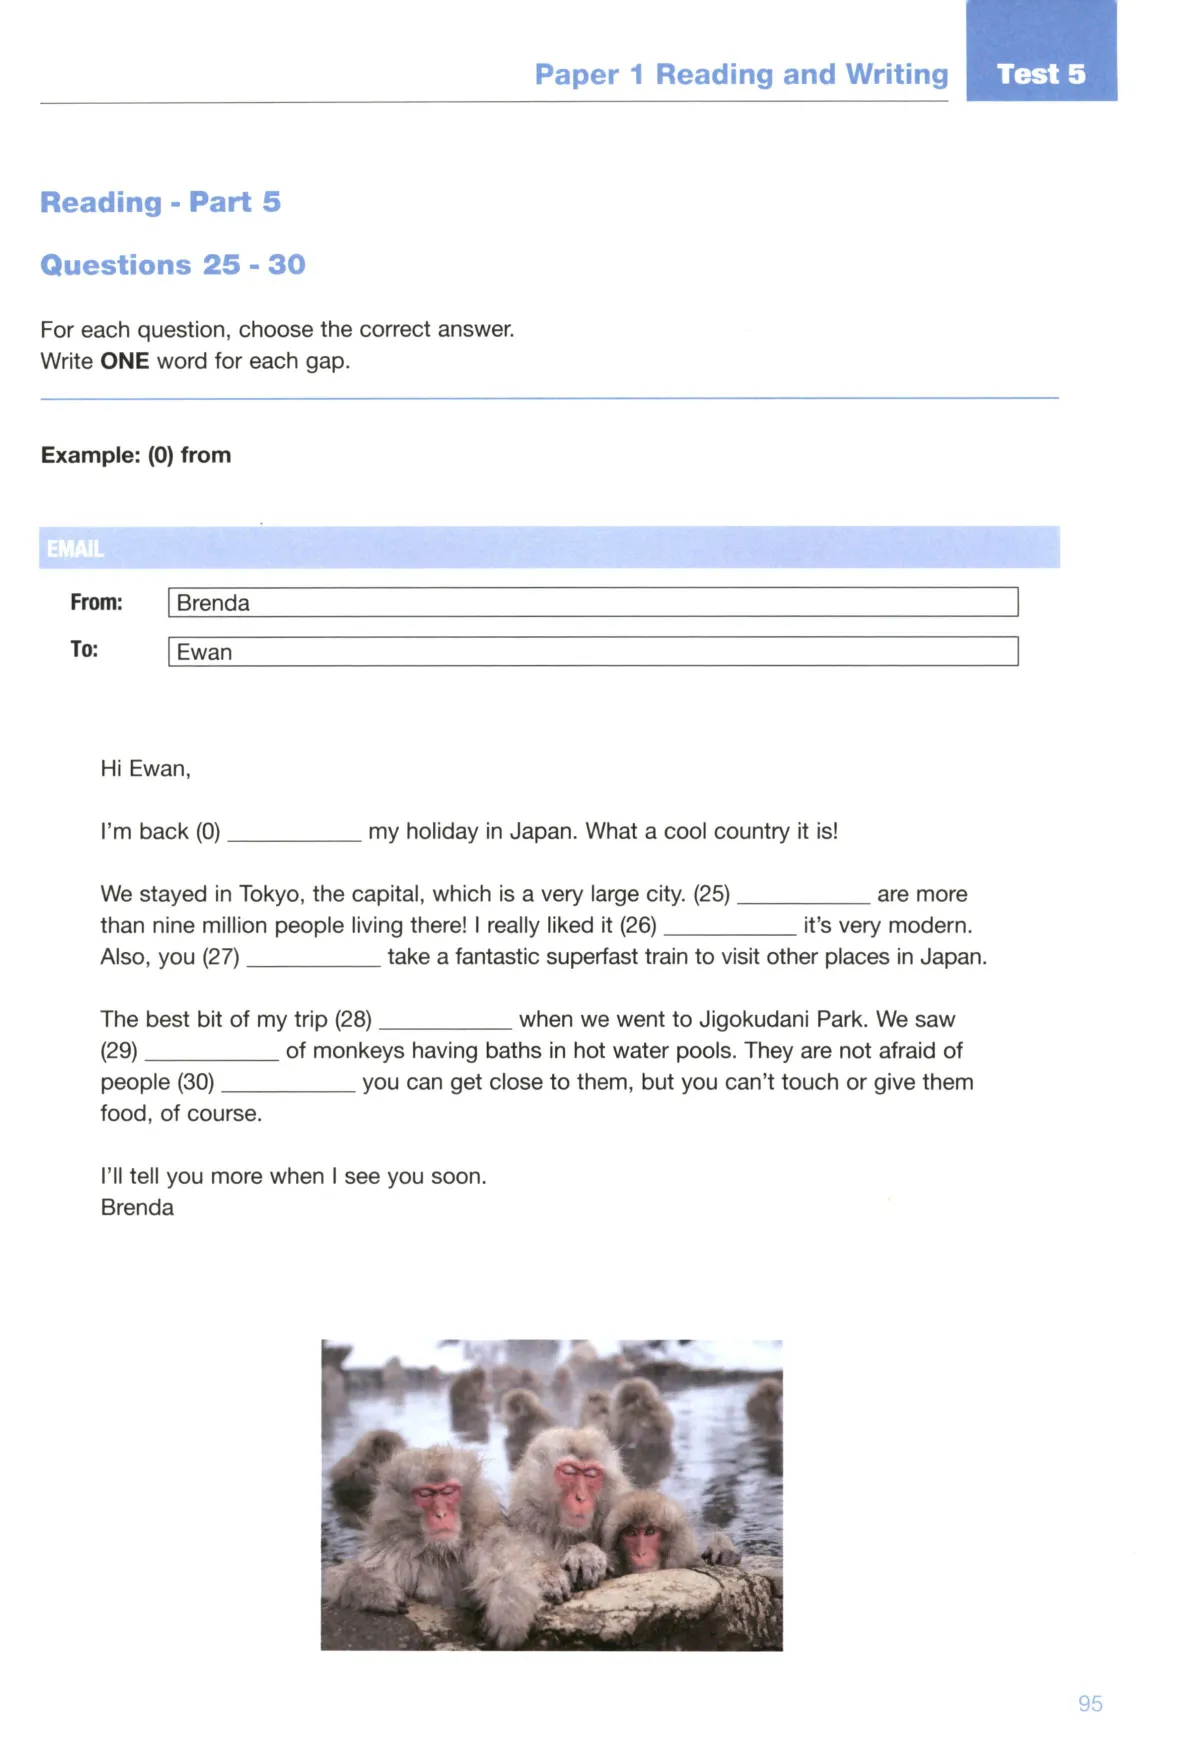 Paper 1 Reading and Writing
Test 5
Reading - Part 5
Questions 25 - 30
For each question, choose the correct answer.
Write ONE word for each gap.
Example: (0) from
EMAIL
From: Brenda
To: Ewan
Hi Ewan,
I'm back (0) ___________ my holiday in Japan. What a cool country it is!
We stayed in Tokyo, the capital, which is a very large city. (25) ___________ are more
than nine million people living there! I really liked it (26) ___________ it's very modern.
Also, you (27) ___________ take a fantastic superfast train to visit other places in Japan.
The best bit of my trip (28) ___________ when we went to Jigokudani Park. We saw
(29) ___________ of monkeys having baths in hot water pools. They are not afraid of
people (30) ___________ you can get close to them, but you can't touch or give them
food, of course.
I'll tell you more when I see you soon.
Brenda
95